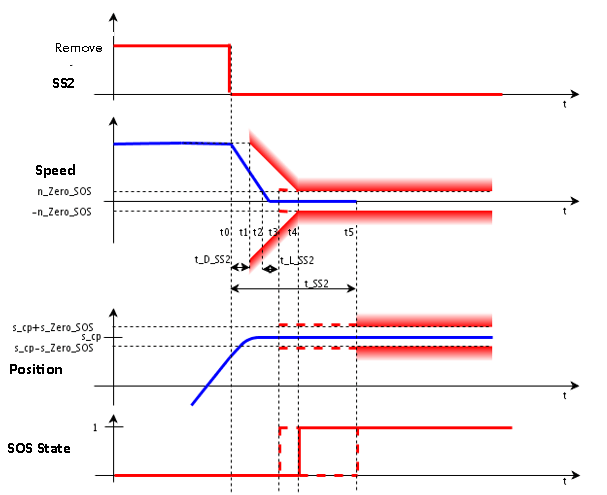 Remove
-
SS2
t
Speed
n_Zero_SOS
-n_Zero_SOS
t
t0 t1 t2 t3 t4 t5
t_D_SS2
t_L_SS2
t_SS2
s_cp+s_Zero_SOS
s_cp
s_cp-s_Zero_SOS
Position
t
1
SOS State
t